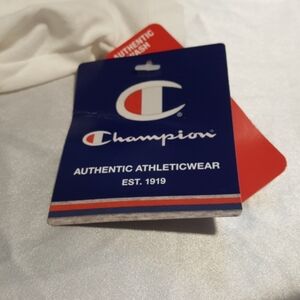 AUTHENTIC
WASH
C
Champion
AUTHENTIC ATHLETICWEAR
EST. 1919